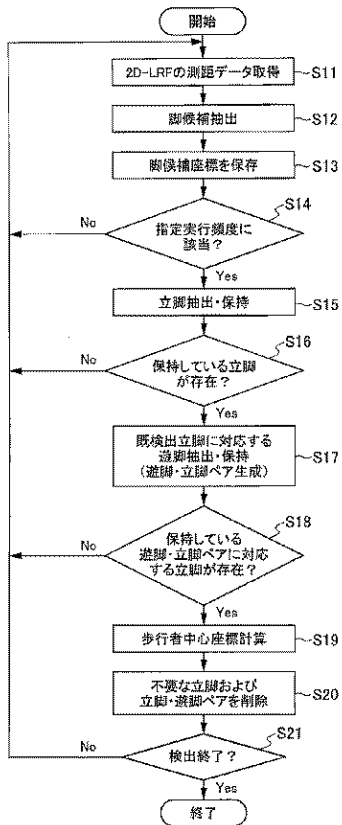 開始
2D-LRFの測距データ取得
S11
脚候補抽出
S12
脚候補座標を保存
S13
S14
指定実行頻度に
該当？
No
Yes
立脚抽出・保持
S15
S16
保持している立脚
が存在？
No
Yes
既検出立脚に対応する
遊脚抽出・保持
(遊脚・立脚ペア生成)
S17
S18
保持している
遊脚・立脚ペアに対応
する立脚が存在？
No
Yes
歩行者中心座標計算
S19
不要な立脚および
立脚・遊脚ペアを削除
S20
S21
検出終了？
No
Yes
終了